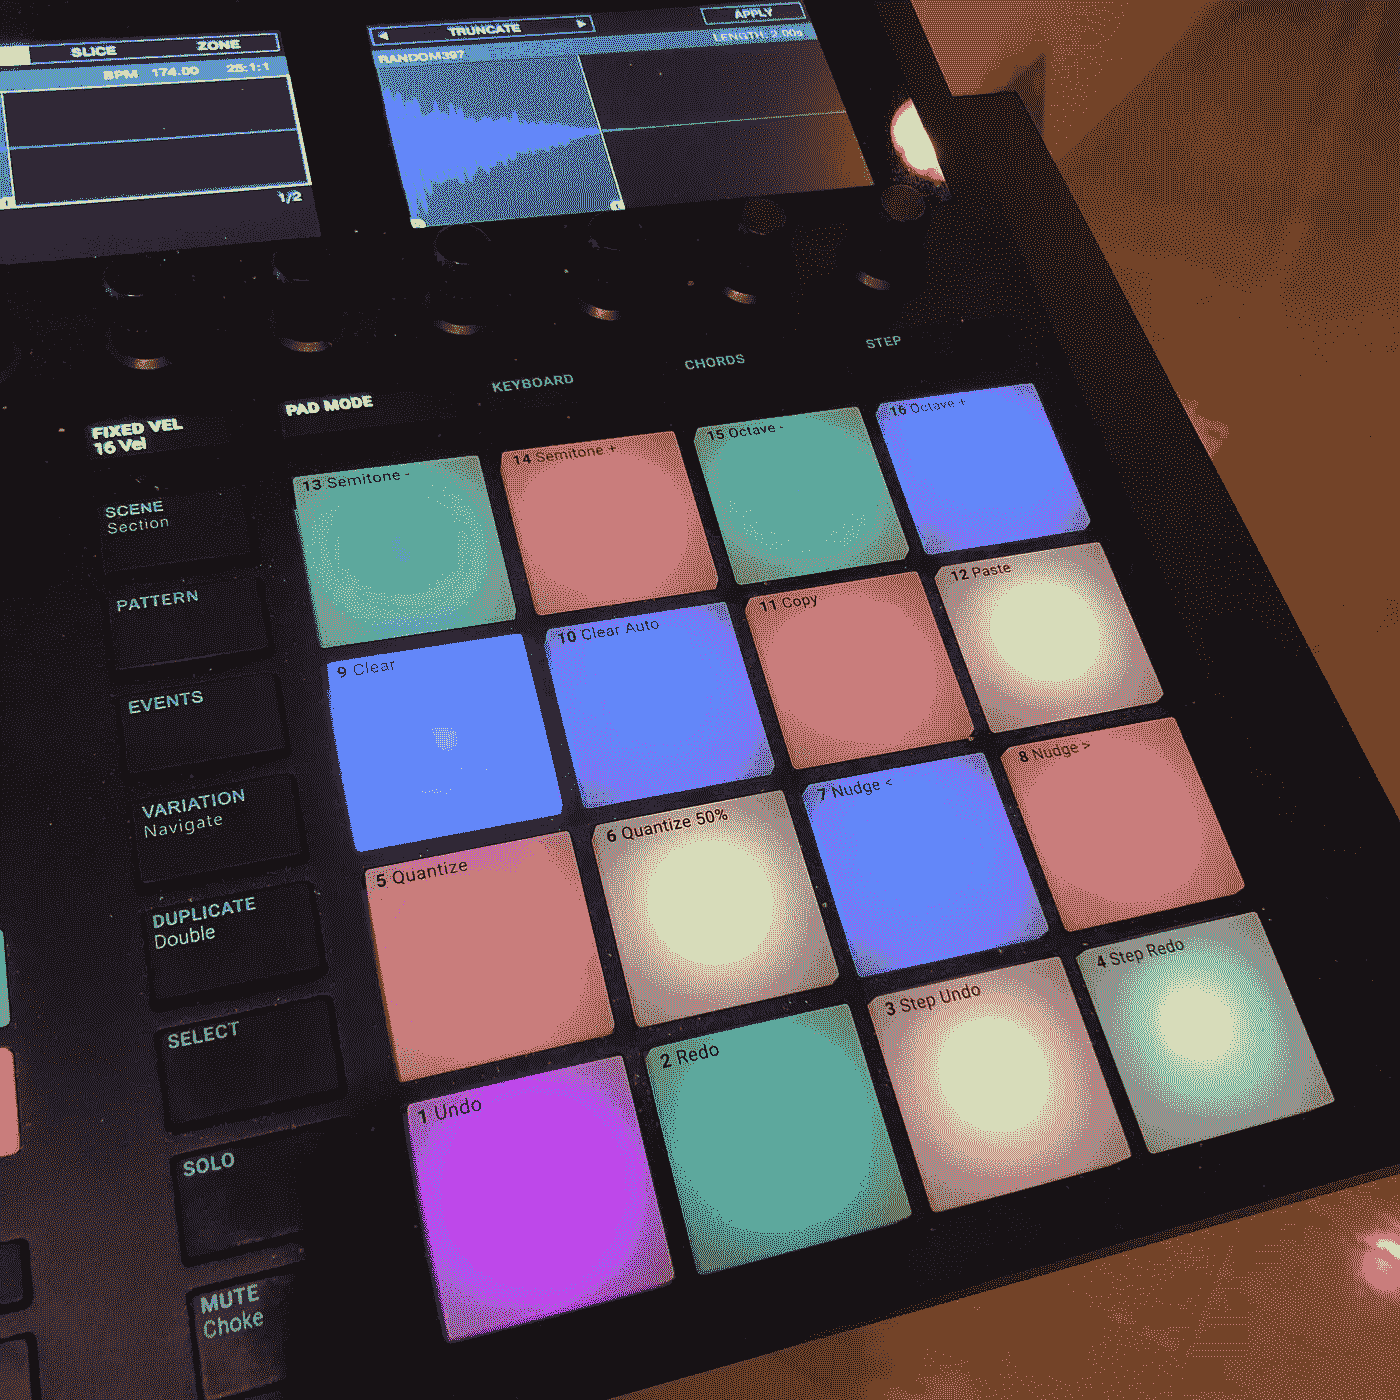 SLICE ZONE
BPM 174.00 25:1:1
1/2
TRUNCATE APPLY
RANDOM397 LENGTH 2.00s
FIXED VEL
16 Vel
PAD MODE KEYBOARD CHORDS STEP
SCENE
Section
PATTERN
EVENTS
VARIATION
Navigate
DUPLICATE
Double
SELECT
SOLO
MUTE
Choke
13 Semitone -
14 Semitone +
15 Octave -
16 Octave +
9 Clear
10 Clear Auto
11 Copy
12 Paste
5 Quantize
6 Quantize 50%
7 Nudge <
8 Nudge >
1 Undo
2 Redo
3 Step Undo
4 Step Redo